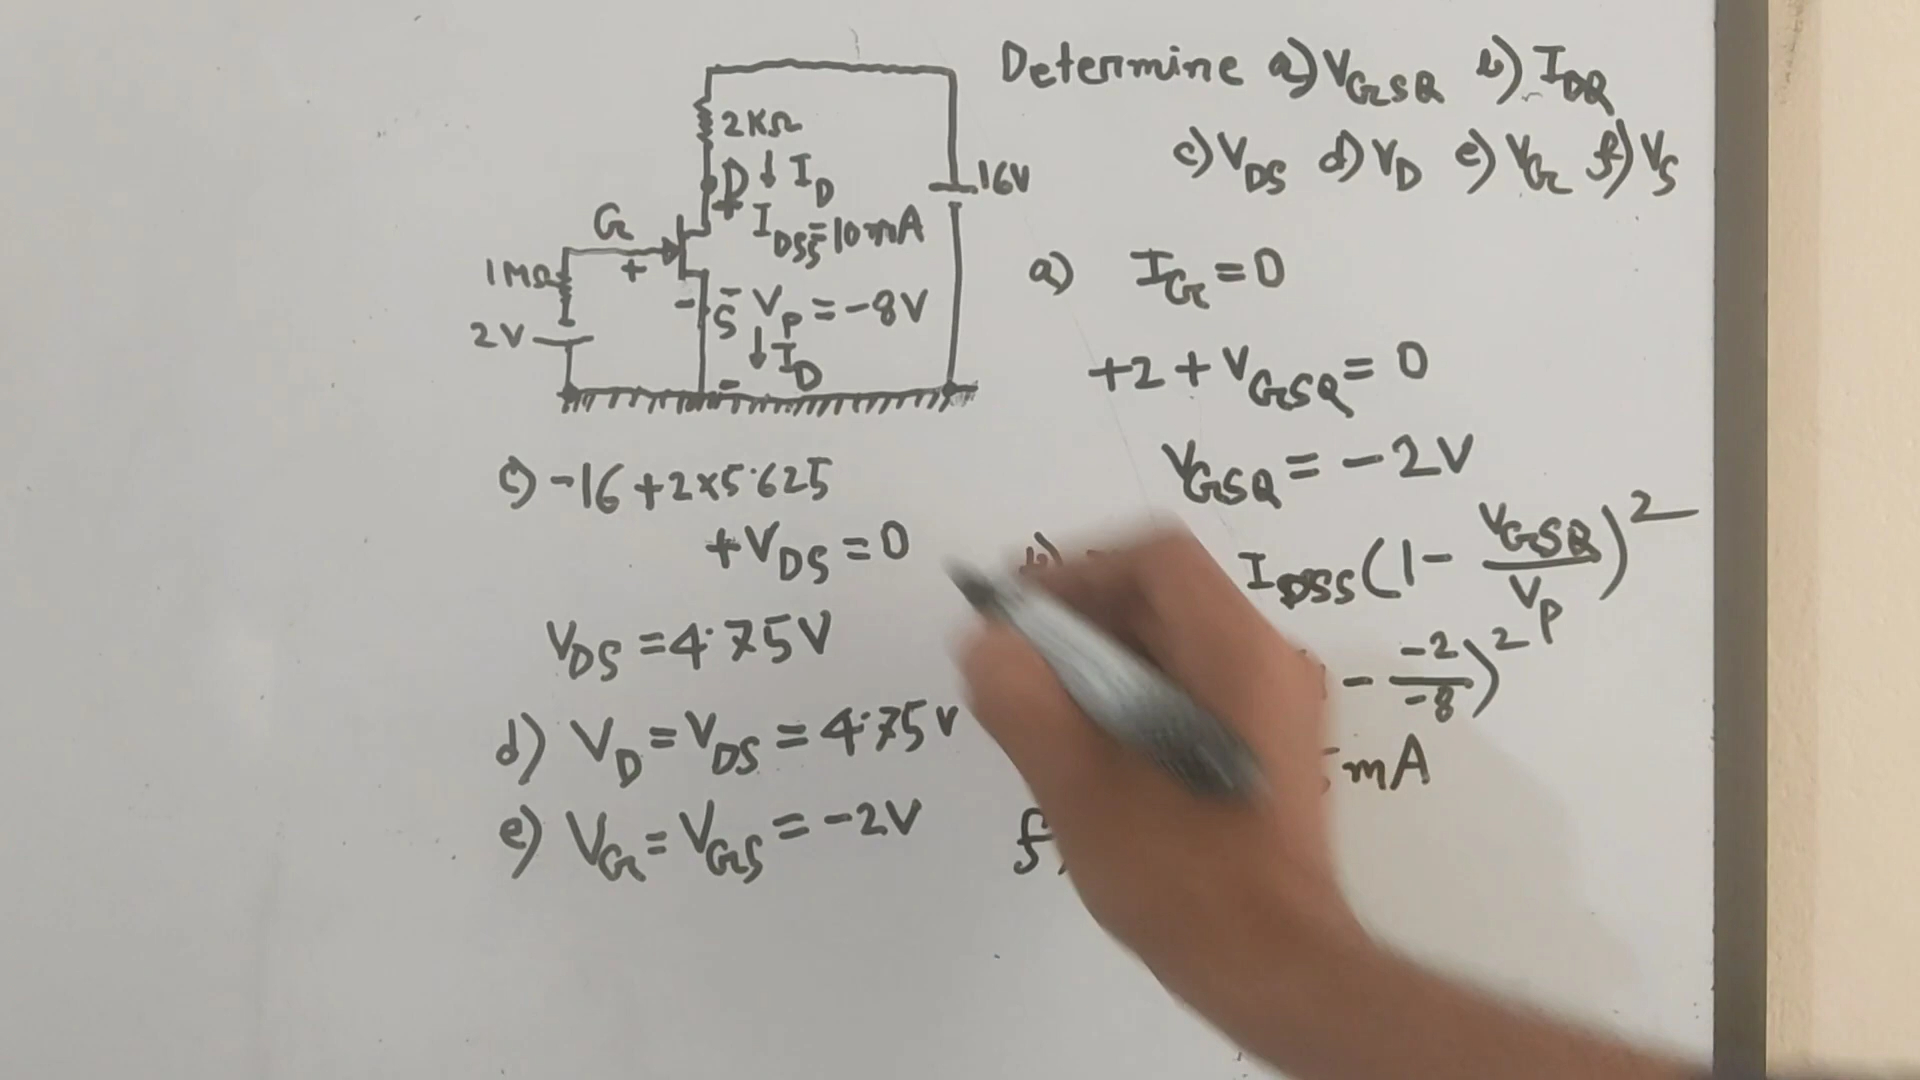 Determine a) VGSQ b) IDQ
c) VDS d) VD e) VG f) VS
2KΩ
D ↓ ID
+
16V
G
IDSS=10mA
1MΩ
+
- S - VP = -8V
2V
↓ ID
-
a) IG = 0
+2 + VGSQ = 0
VGSQ = -2V
b)
IDSS(1 - VGSQ/VP)²
- -2/-8)²
mA
c) -16 + 2×5.625
+VDS = 0
VDS = 4.75V
d) VD = VDS = 4.75V
e) VG = VGS = -2V
f)